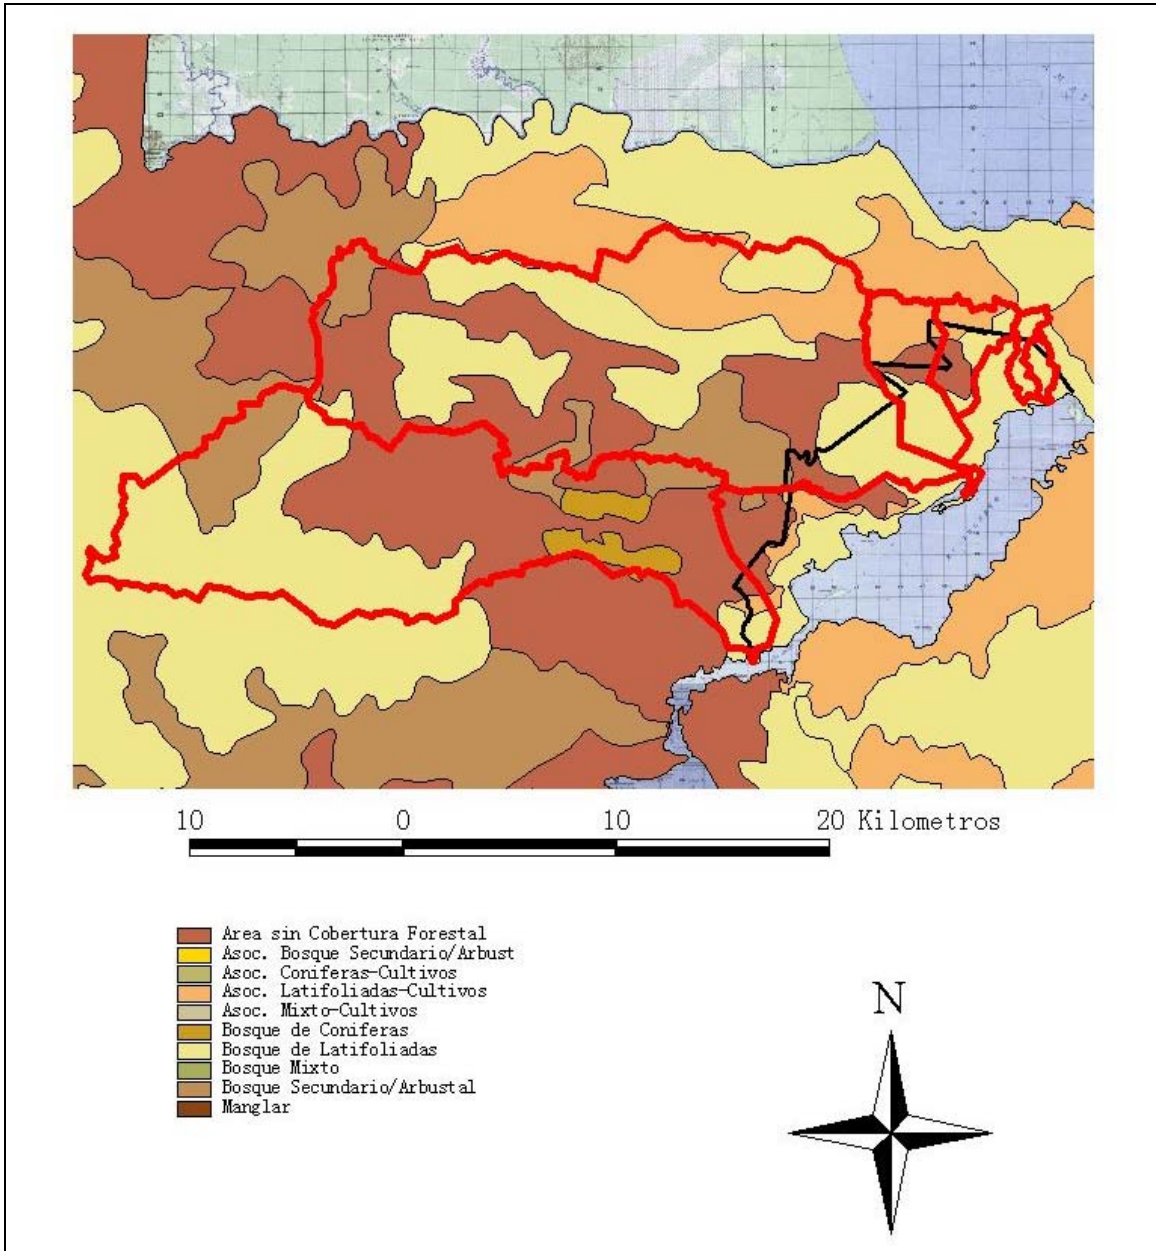 10 0 10 20 Kilometros
Area sin Cobertura Forestal
Asoc. Bosque Secundario/Arbust
Asoc. Coniferas-Cultivos
Asoc. Latifoliadas-Cultivos
Asoc. Mixto-Cultivos
Bosque de Coniferas
Bosque de Latifoliadas
Bosque Mixto
Bosque Secundario/Arbustal
Manglar
N